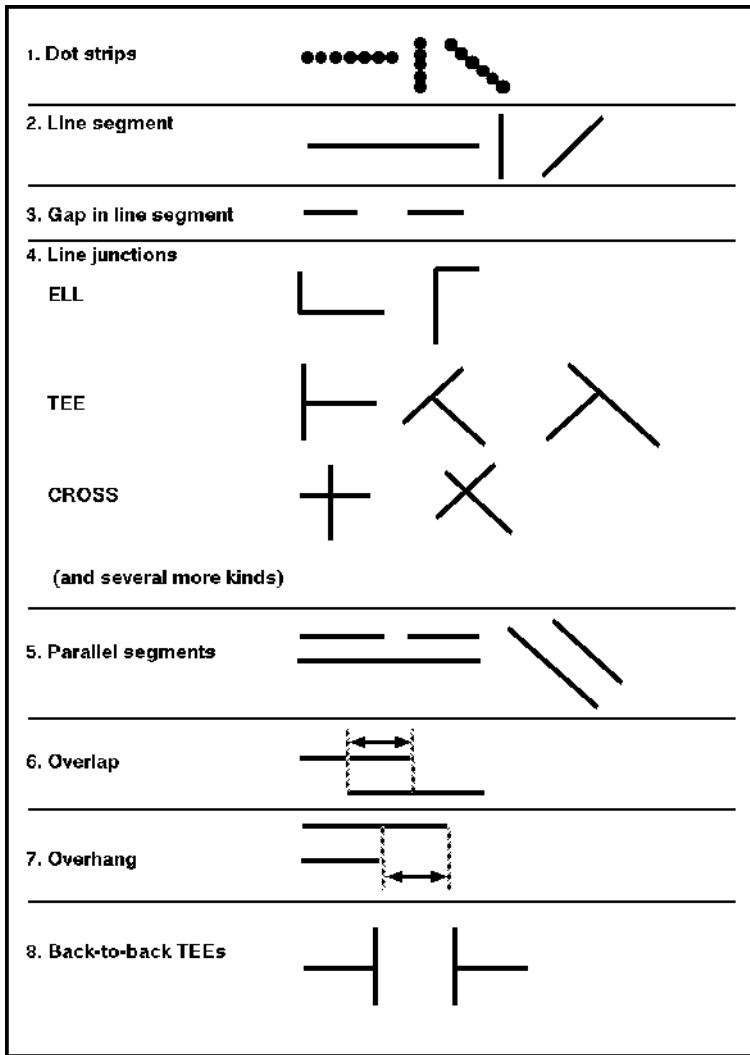 1. Dot strips
2. Line segment
3. Gap in line segment
4. Line junctions
ELL
TEE
CROSS
(and several more kinds)
5. Parallel segments
6. Overlap
7. Overhang
8. Back-to-back TEEs